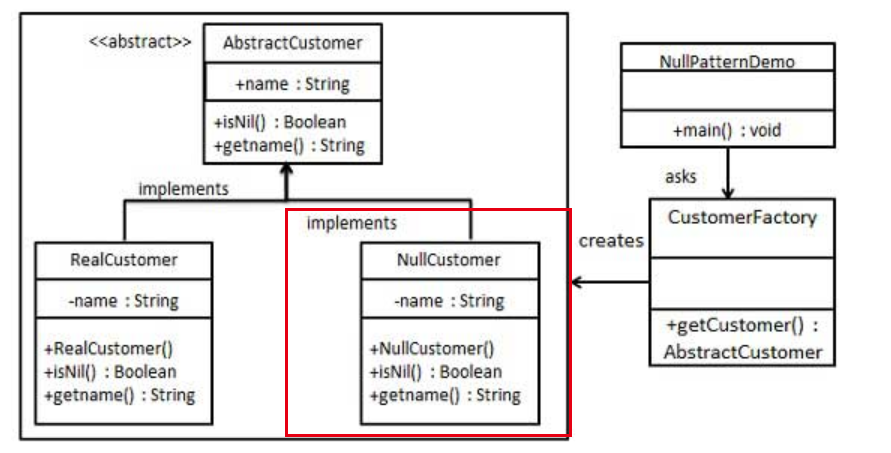 <<abstract>>
AbstractCustomer
+name : String
+isNil() : Boolean
+getname() : String
implements
implements
RealCustomer
-name : String
+RealCustomer()
+isNil() : Boolean
+getname() : String
NullCustomer
-name : String
+NullCustomer()
+isNil() : Boolean
+getname() : String
NullPatternDemo
+main() : void
asks
creates
CustomerFactory
+getCustomer() :
AbstractCustomer